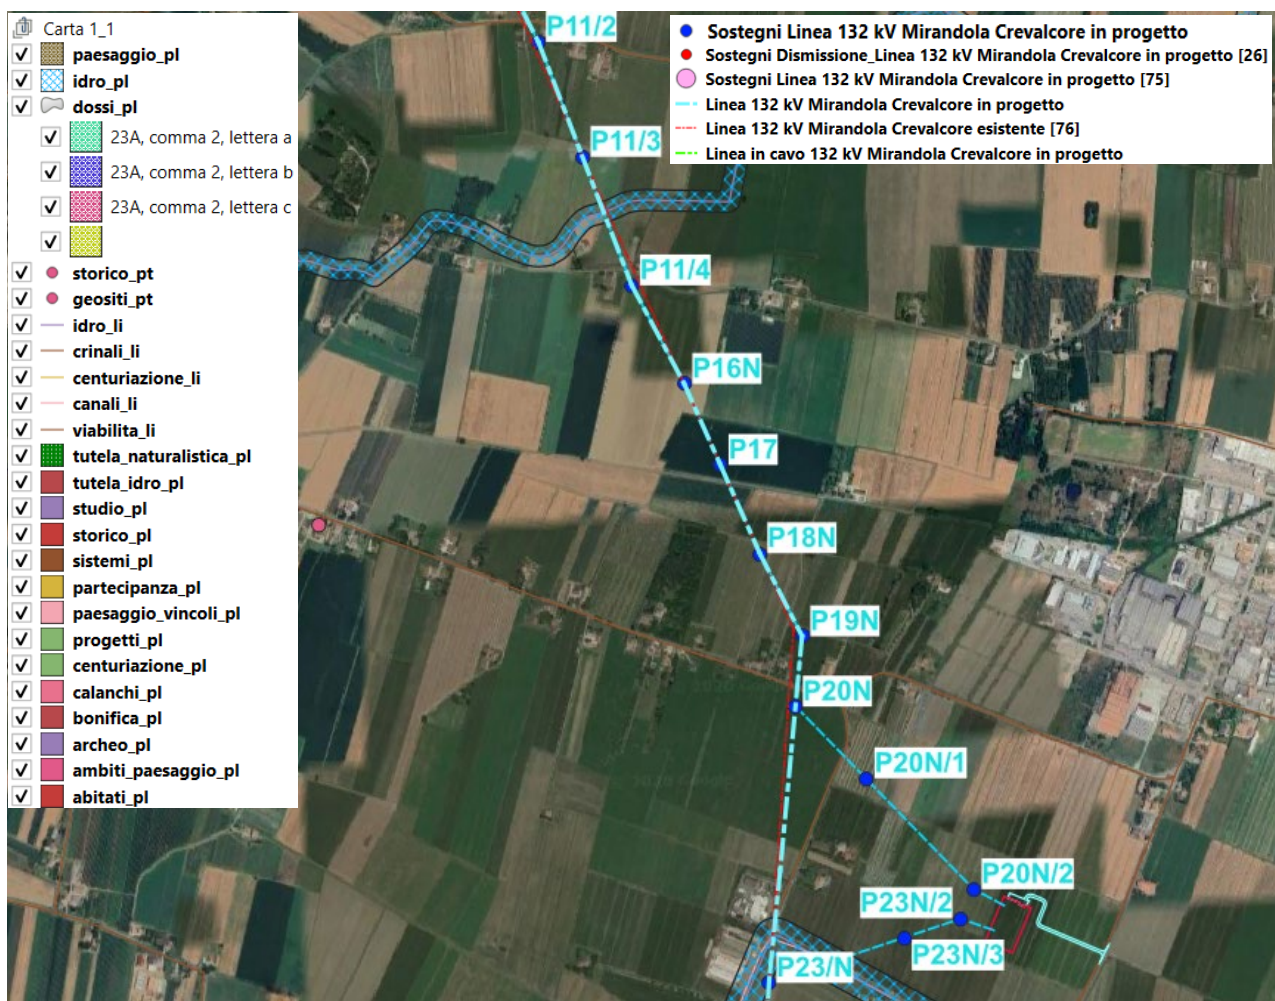 Carta 1_1
paesaggio_pl
idro_pl
dossi_pl
23A, comma 2, lettera a
23A, comma 2, lettera b
23A, comma 2, lettera c
storico_pt
geositi_pt
idro_li
crinali_li
centuriazione_li
canali_li
viabilita_li
tutela_naturalistica_pl
tutela_idro_pl
studio_pl
storico_pl
sistemi_pl
partecipanza_pl
paesaggio_vincoli_pl
progetti_pl
centuriazione_pl
calanchi_pl
bonifica_pl
archeo_pl
ambiti_paesaggio_pl
abitati_pl
Sostegni Linea 132 kV Mirandola Crevalcore in progetto
Sostegni Dismissione_Linea 132 kV Mirandola Crevalcore in progetto [26]
Sostegni Linea 132 kV Mirandola Crevalcore in progetto [75]
Linea 132 kV Mirandola Crevalcore in progetto
Linea 132 kV Mirandola Crevalcore esistente [76]
Linea in cavo 132 kV Mirandola Crevalcore in progetto
P11/2
P11/3
P11/4
P16N
P17
P18N
P19N
P20N
P20N/1
P20N/2
P23N/2
P23N/3
P23/N